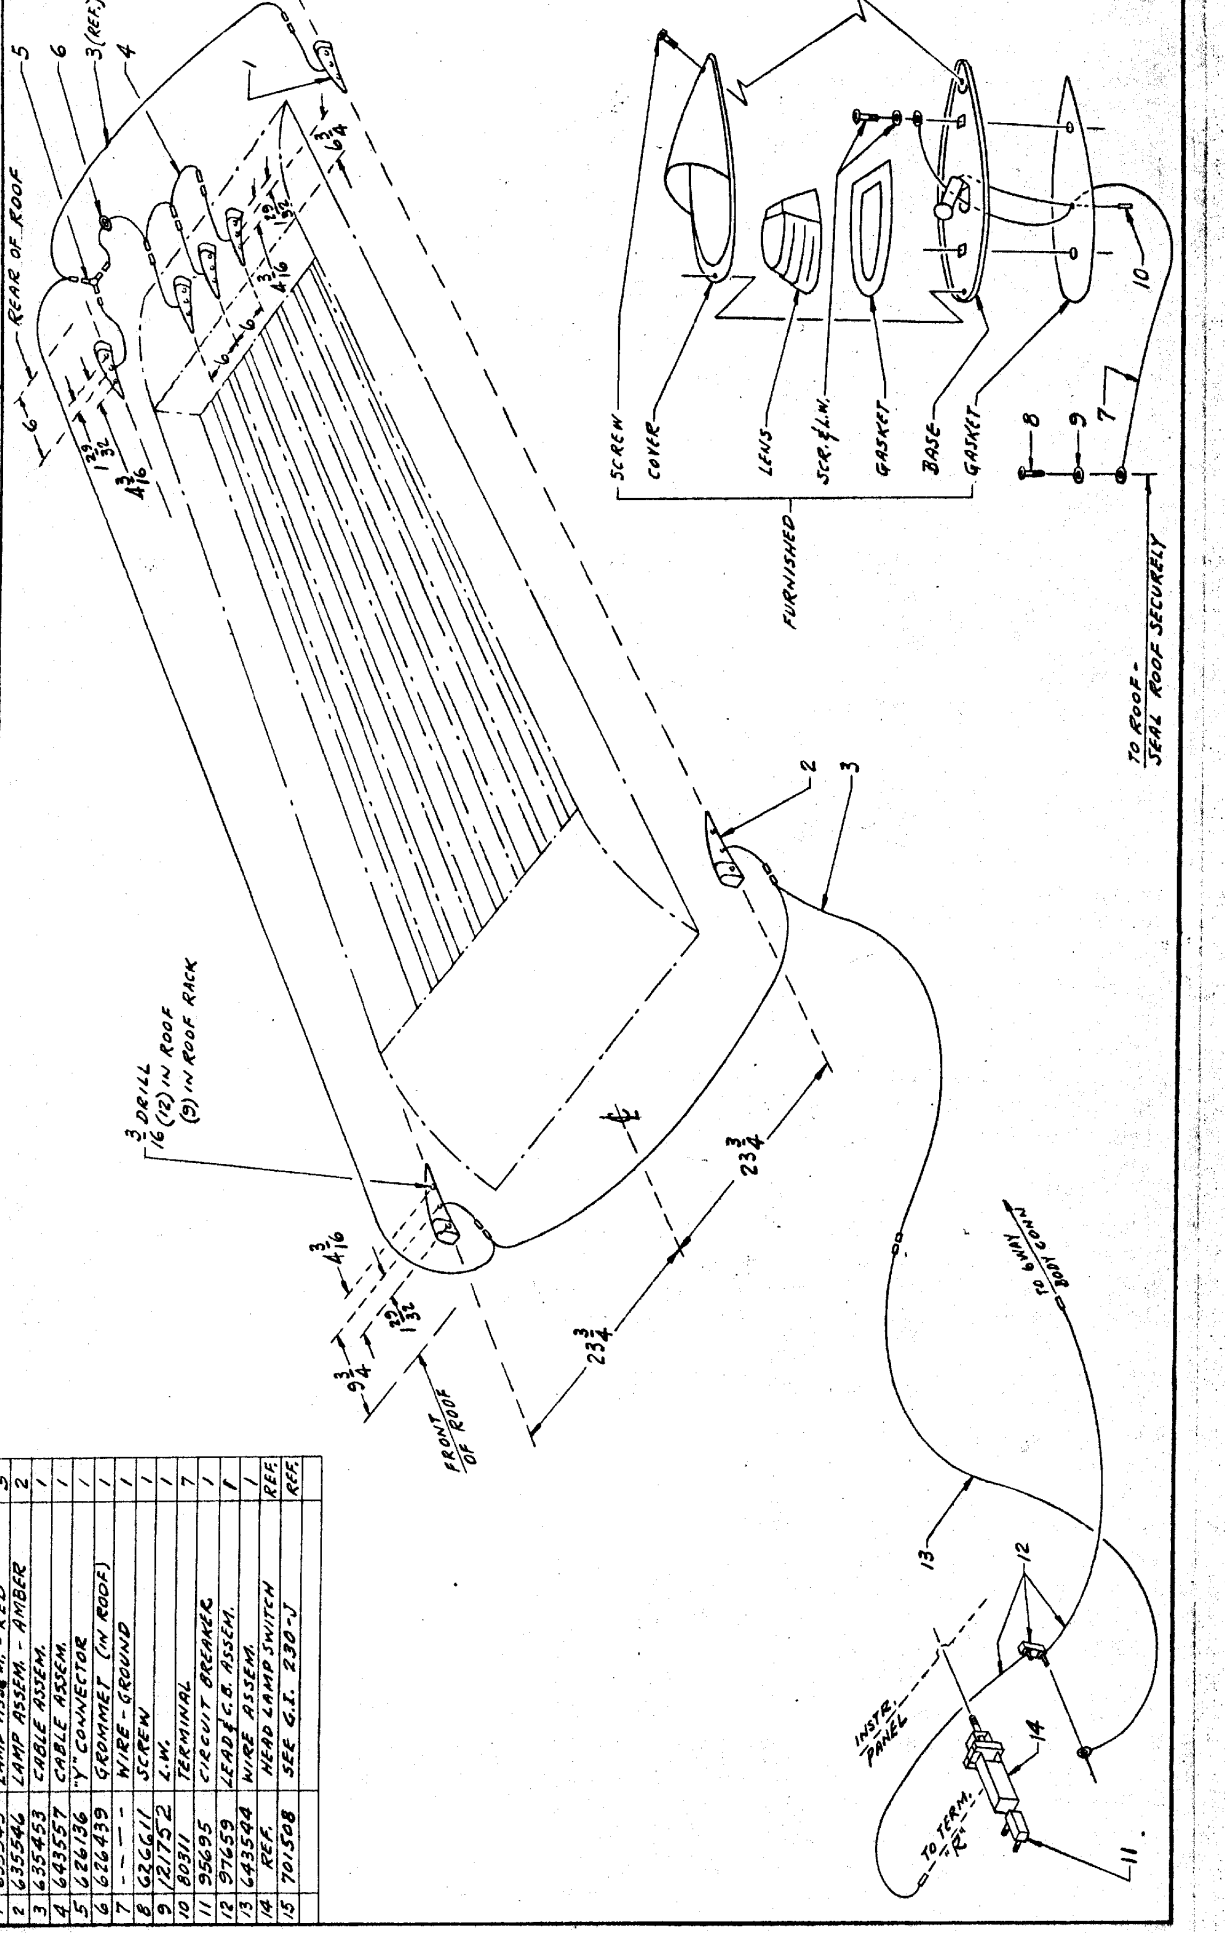 2 635546 LAMP ASSEM. - AMBER 2
3 635453 CABLE ASSEM. 1
4 643557 CABLE ASSEM. 1
5 626136 "Y" CONNECTOR 1
6 626439 GROMMET (IN ROOF) 1
7 ----- WIRE - GROUND 1
8 626611 SCREW 1
9 121752 L.W. 1
10 80311 TERMINAL 7
11 95695 CIRCUIT BREAKER 1
12 97659 LEAD & C.B. ASSEM. 1
13 643544 WIRE ASSEM. 1
14 REF. HEAD LAMP SWITCH REF.
15 701508 SEE G.I. 230-J REF.
3/16 DRILL
(12) IN ROOF
(9) IN ROOF RACK
REAR OF ROOF
5
6
3 (REF.)
4
1
6
1 29/32
4 3/16
6
6
4 3/16
29/32
6 3/4
4 3/16
9 3/4
1 29/32
FRONT
OF ROOF
23 3/4
23 3/4
℄
2
3
SCREW
COVER
LENS
SCR. & L.W.
GASKET
BASE
GASKET
FURNISHED
8
9
7
10
TO ROOF -
SEAL ROOF SECURELY
TO 6 WAY
BODY CONN
13
12
INSTR.
PANEL
14
TO TERM.
"R"
11